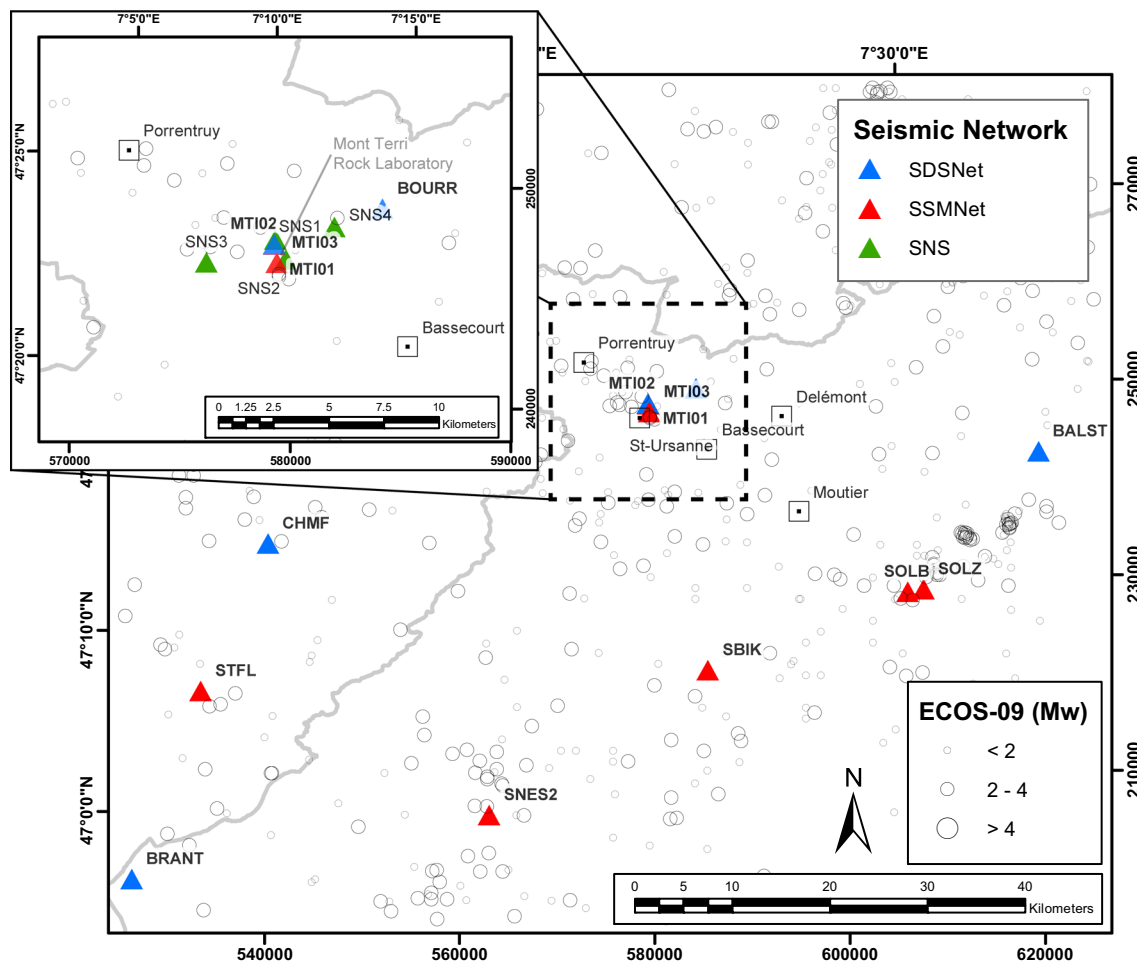 7°5'0"E
7°10'0"E
7°15'0"E
47°25'N
47°20'N
Porrentruy
Mont Terri
Rock Laboratory
BOURR
SNS4
MTI02
SNS1
SNS3
MTI03
MTI01
SNS2
Bassecourt
0
1.25
2.5
5
7.5
10
Kilometers
250000
240000
570000
580000
590000
"E
7°30'0"E
Seismic Network
SDSNet
SSMNet
SNS
Porrentruy
MTI02
MTI03
MTI01
St-Ursanne
Bassecourt
Delémont
BALST
Moutier
CHMF
SOLB
SOLZ
STFL
SBIK
SNES2
BRANT
ECOS-09 (Mw)
< 2
2 - 4
> 4
N
0
5
10
20
30
40
Kilometers
47°10'N
47°0'0"N
270000
250000
230000
210000
540000
560000
580000
600000
620000